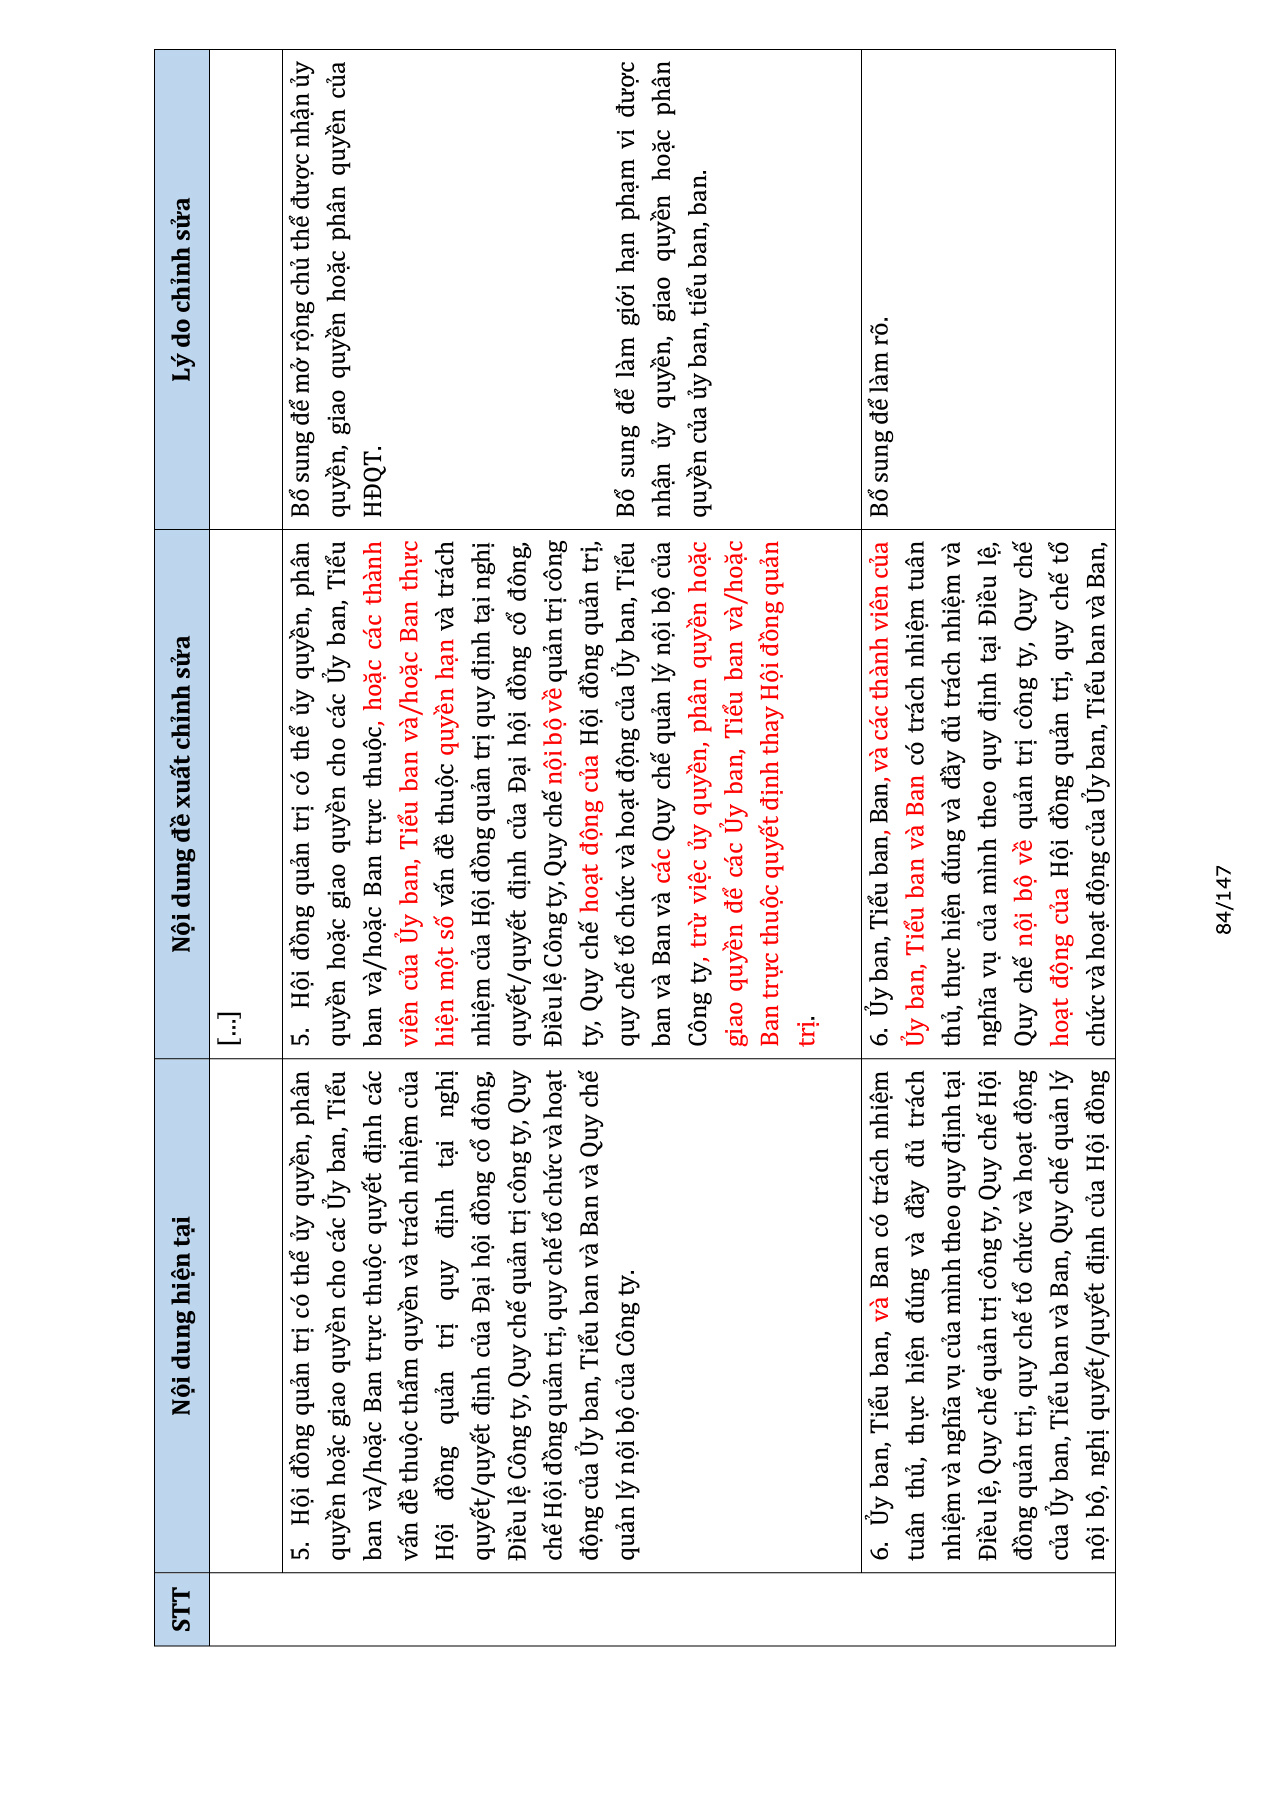 STT
Nội dung hiện tại
Nội dung đề xuất chỉnh sửa
Lý do chỉnh sửa
[...]
5. Hội đồng quản trị có thể ủy quyền, phân
quyền hoặc giao quyền cho các Ủy ban, Tiểu
ban và/hoặc Ban trực thuộc quyết định các
vấn đề thuộc thẩm quyền và trách nhiệm của
Hội đồng quản trị quy định tại nghị
quyết/quyết định của Đại hội đồng cổ đông,
Điều lệ Công ty, Quy chế quản trị công ty, Quy
chế Hội đồng quản trị, quy chế tổ chức và hoạt
động của Ủy ban, Tiểu ban và Ban và Quy chế
quản lý nội bộ của Công ty.
5. Hội đồng quản trị có thể ủy quyền, phân
quyền hoặc giao quyền cho các Ủy ban, Tiểu
ban và/hoặc Ban trực thuộc, hoặc các thành
viên của Ủy ban, Tiểu ban và/hoặc Ban thực
hiện một số vấn đề thuộc quyền hạn và trách
nhiệm của Hội đồng quản trị quy định tại nghị
quyết/quyết định của Đại hội đồng cổ đông,
Điều lệ Công ty, Quy chế nội bộ về quản trị công
ty, Quy chế hoạt động của Hội đồng quản trị,
quy chế tổ chức và hoạt động của Ủy ban, Tiểu
ban và Ban và các Quy chế quản lý nội bộ của
Công ty, trừ việc ủy quyền, phân quyền hoặc
giao quyền để các Ủy ban, Tiểu ban và/hoặc
Ban trực thuộc quyết định thay Hội đồng quản
trị.
Bổ sung để mở rộng chủ thể được nhận ủy
quyền, giao quyền hoặc phân quyền của
HĐQT.
Bổ sung để làm giới hạn phạm vi được
nhận ủy quyền, giao quyền hoặc phân
quyền của ủy ban, tiểu ban, ban.
6. Ủy ban, Tiểu ban, và Ban có trách nhiệm
tuân thủ, thực hiện đúng và đầy đủ trách
nhiệm và nghĩa vụ của mình theo quy định tại
Điều lệ, Quy chế quản trị công ty, Quy chế Hội
đồng quản trị, quy chế tổ chức và hoạt động
của Ủy ban, Tiểu ban và Ban, Quy chế quản lý
nội bộ, nghị quyết/quyết định của Hội đồng
6. Ủy ban, Tiểu ban, Ban, và các thành viên của
Ủy ban, Tiểu ban và Ban có trách nhiệm tuân
thủ, thực hiện đúng và đầy đủ trách nhiệm và
nghĩa vụ của mình theo quy định tại Điều lệ,
Quy chế nội bộ về quản trị công ty, Quy chế
hoạt động của Hội đồng quản trị, quy chế tổ
chức và hoạt động của Ủy ban, Tiểu ban và Ban,
Bổ sung để làm rõ.
84/147